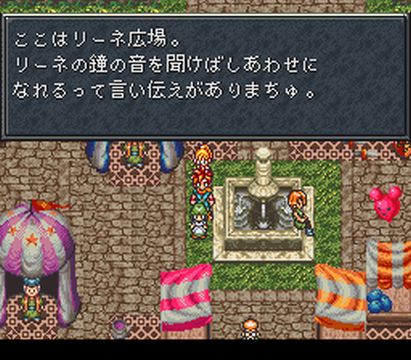 ここはリーネ広場。
リーネの鐘の音を聞けばしあわせに
なれるって言い伝えがありまちゅ。